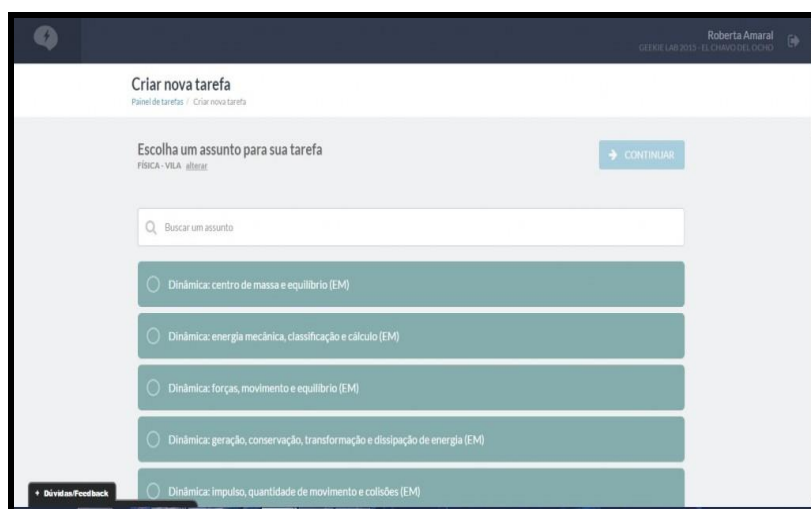 Roberta Amaral
GEEKIE LAB 2015 - EL CHAVO DEL OCHO
Criar nova tarefa
Painel de tarefas / Criar nova tarefa
Escolha um assunto para sua tarefa
FÍSICA - VILA alterar
CONTINUAR
Buscar um assunto
Dinâmica: centro de massa e equilíbrio (EM)
Dinâmica: energia mecânica, classificação e cálculo (EM)
Dinâmica: forças, movimento e equilíbrio (EM)
Dinâmica: geração, conservação, transformação e dissipação de energia (EM)
Dinâmica: impulso, quantidade de movimento e colisões (EM)
+ Dúvidas/Feedback